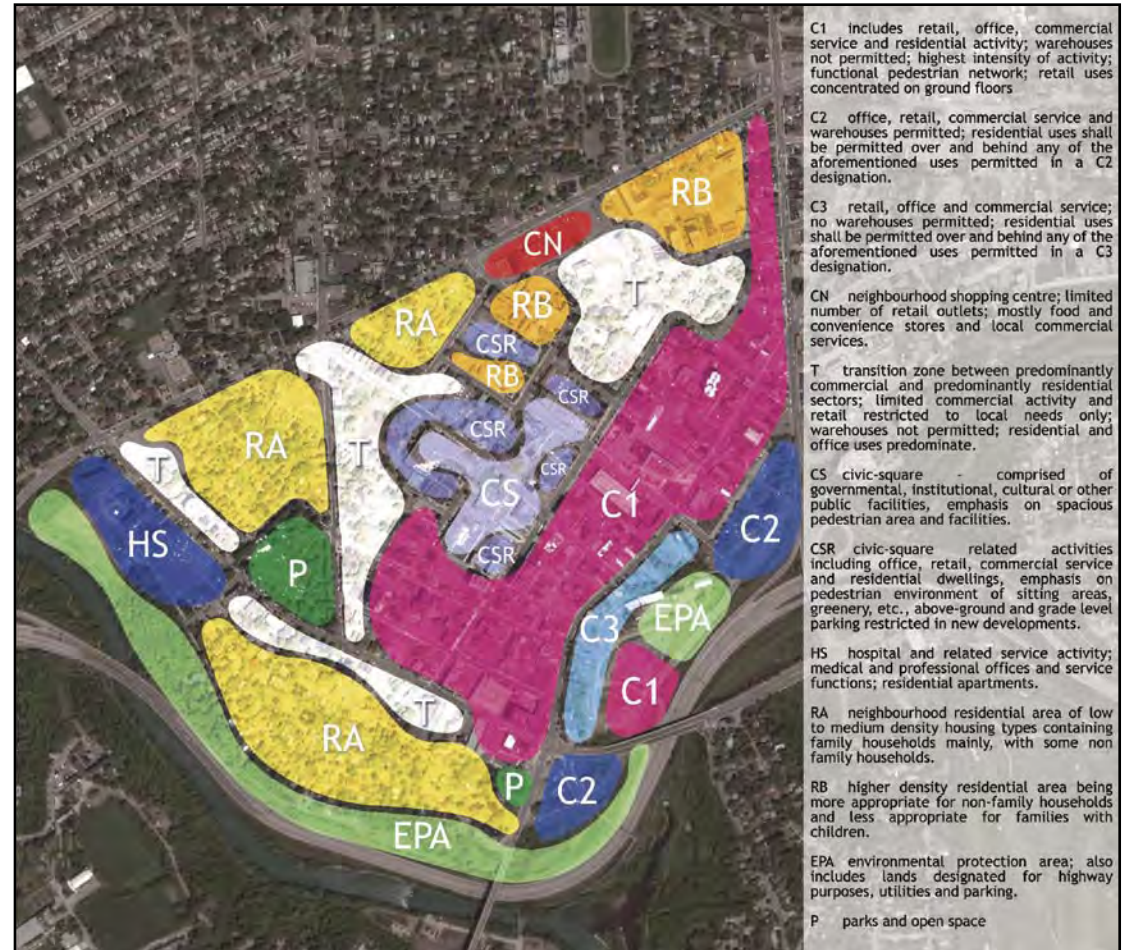 RB
CN
T
RB
RA
CSR
RB
CSR
T
CSR
RA
T
CSR
CS
C1
CSR
C2
HS
P
EPA
C3
C1
T
RA
P
C2
EPA
C1 includes retail, office, commercial
service and residential activity; warehouses
not permitted; highest intensity of activity;
functional pedestrian network; retail uses
concentrated on ground floors
C2 office, retail, commercial service and
warehouses permitted; residential uses shall
be permitted over and behind any of the
aforementioned uses permitted in a C2
designation.
C3 retail, office and commercial service;
no warehouses permitted; residential uses
shall be permitted over and behind any of the
aforementioned uses permitted in a C3
designation.
CN neighbourhood shopping centre; limited
number of retail outlets; mostly food and
convenience stores and local commercial
services.
T transition zone between predominantly
commercial and predominantly residential
sectors; limited commercial activity and
retail restricted to local needs only;
warehouses not permitted; residential and
office uses predominate.
CS civic-square - comprised of
governmental, institutional, cultural or other
public facilities, emphasis on spacious
pedestrian area and facilities.
CSR civic-square related activities
including office, retail, commercial service
and residential dwellings, emphasis on
pedestrian environment of sitting areas,
greenery, etc., above-ground and grade level
parking restricted in new developments.
HS hospital and related service activity;
medical and professional offices and service
functions; residential apartments.
RA neighbourhood residential area of low
to medium density housing types containing
family households mainly, with some non
family households.
RB higher density residential area being
more appropriate for non-family households
and less appropriate for families with
children.
EPA environmental protection area; also
includes lands designated for highway
purposes, utilities and parking.
P parks and open space